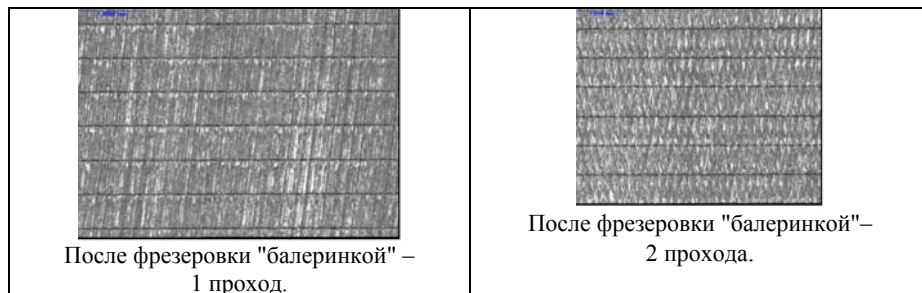 После фрезеровки "балеринкой" –
1 проход.
После фрезеровки "балеринкой"–
2 прохода.